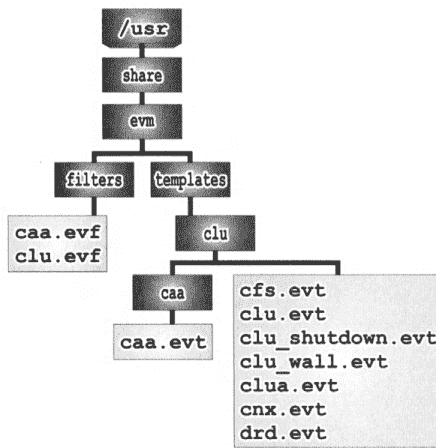 /usr
share
evm
filters
templates
caa.evf
clu.evf
clu
caa
caa.evt
cfs.evt
clu.evt
clu_shutdown.evt
clu_wall.evt
clua.evt
cnx.evt
drd.evt